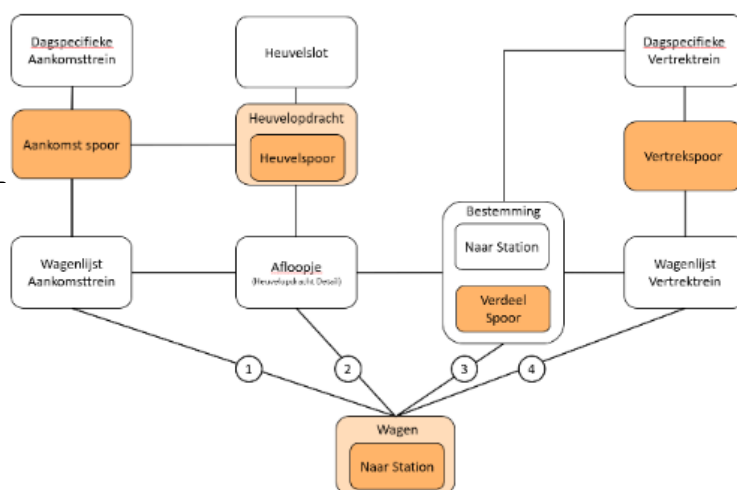 Dagspecifieke
Aankomsttrein
Heuvelslot
Dagspecifieke
Vertrektrein
Aankomst spoor
Heuvelopdracht
Heuvelspoor
Vertrekspoor
Bestemming
Naar Station
Wagenlijst
Aankomsttrein
Afloopje
(Heuvelopdracht Detail)
Verdeel
Spoor
Wagenlijst
Vertrektrein
1
2
3
4
Wagen
Naar Station